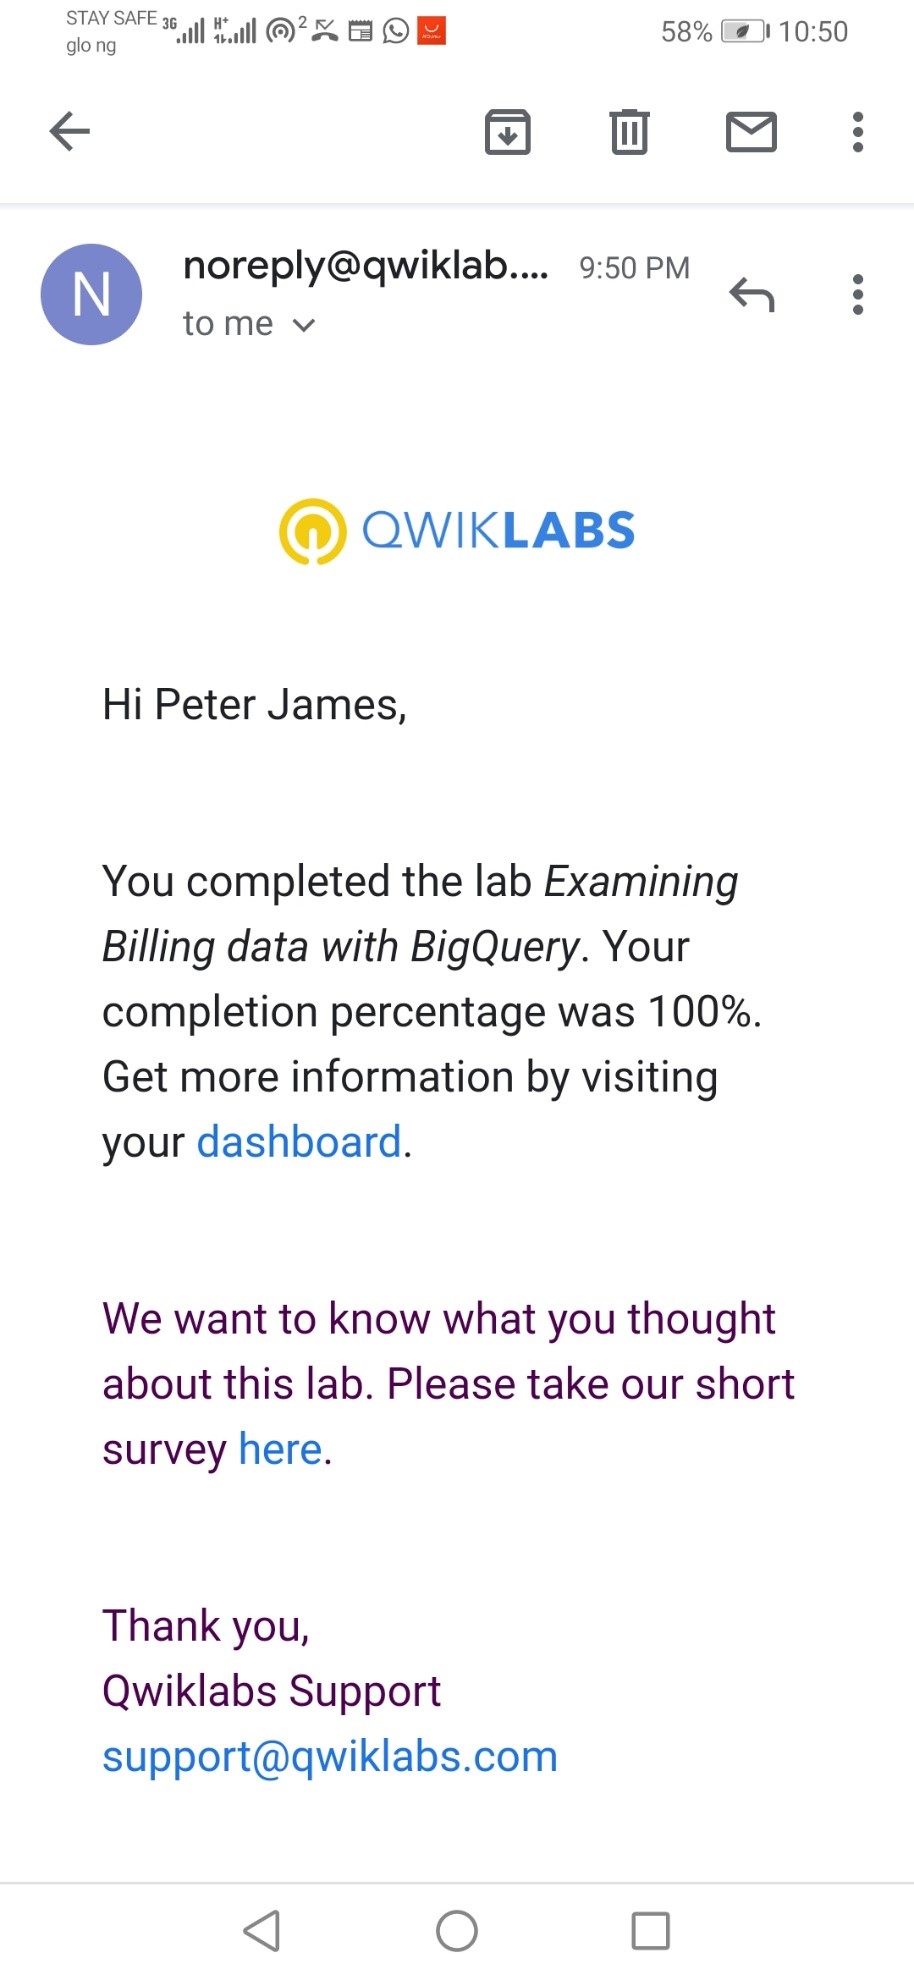 STAY SAFE 3G H+ 2 58% 10:50
glo ng
N
noreply@qwiklab.... 9:50 PM
to me
QWIKLABS
Hi Peter James,
You completed the lab Examining
Billing data with BigQuery. Your
completion percentage was 100%.
Get more information by visiting
your dashboard.
We want to know what you thought
about this lab. Please take our short
survey here.
Thank you,
Qwiklabs Support
support@qwiklabs.com